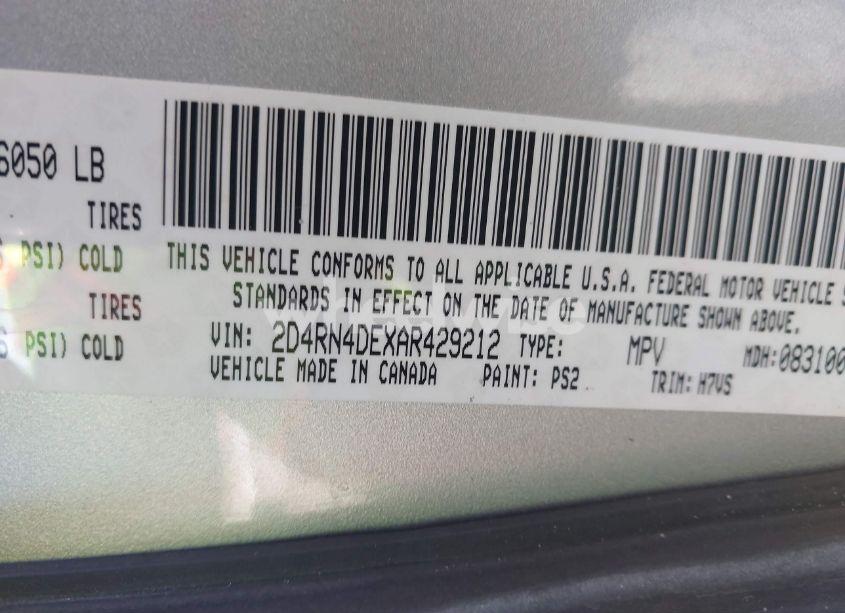 6050 LB
TIRES
PSI) COLD
THIS VEHICLE CONFORMS TO ALL APPLICABLE U.S.A. FEDERAL MOTOR VEHICLE S
STANDARDS IN EFFECT ON THE DATE OF MANUFACTURE SHOWN ABOVE.
TIRES
PSI) COLD
VIN: 2D4RN4DEXAR429212 TYPE: MPV MDH:083100
VEHICLE MADE IN CANADA PAINT: PS2 TRIM: H7VS